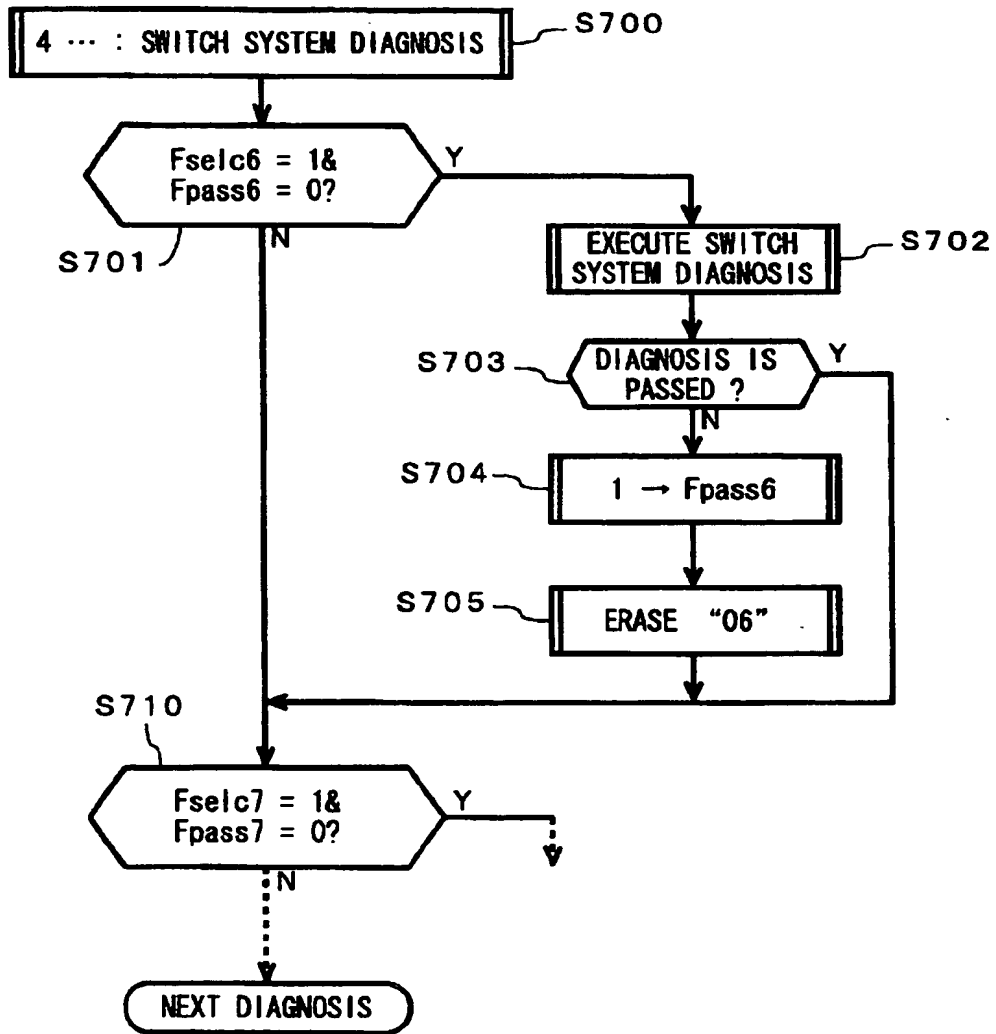 4 ··· : SWITCH SYSTEM DIAGNOSIS
S700
Fselc6 = 1&
Fpass6 = 0?
Y
N
S701
EXECUTE SWITCH
SYSTEM DIAGNOSIS
S702
S703
DIAGNOSIS IS
PASSED ?
Y
N
S704
1 → Fpass6
S705
ERASE “06”
S710
Fselc7 = 1&
Fpass7 = 0?
Y
N
NEXT DIAGNOSIS